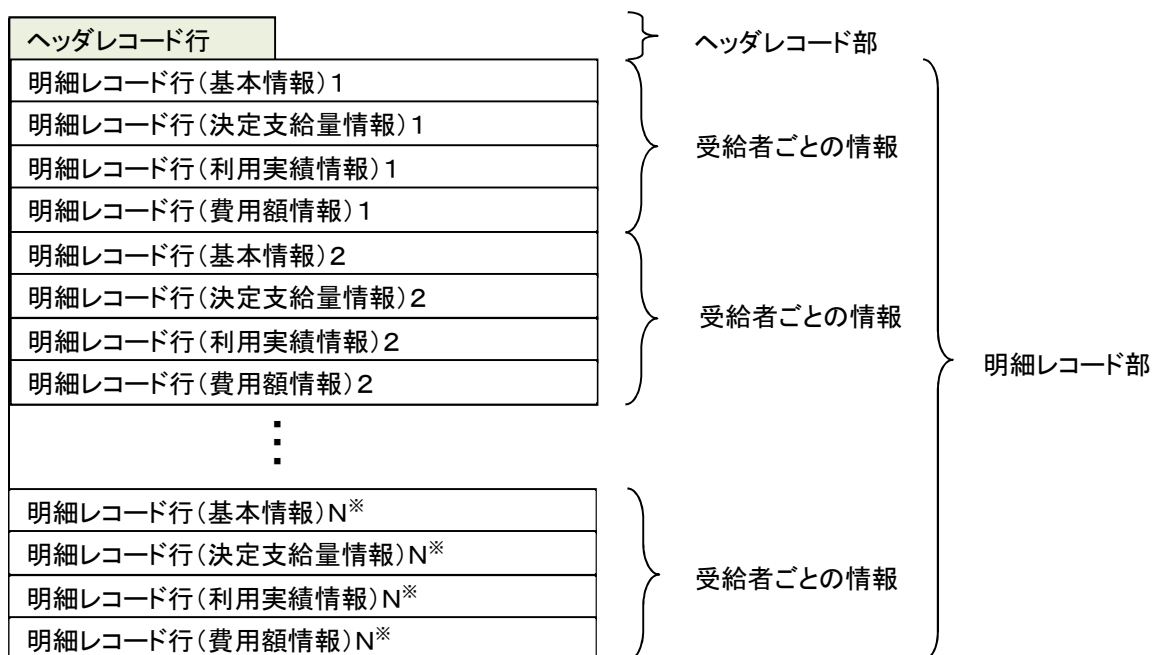 ヘッダレコード行
ヘッダレコード部
明細レコード行(基本情報)1
明細レコード行(決定支給量情報)1
明細レコード行(利用実績情報)1
明細レコード行(費用額情報)1
受給者ごとの情報
明細レコード行(基本情報)2
明細レコード行(決定支給量情報)2
明細レコード行(利用実績情報)2
明細レコード行(費用額情報)2
受給者ごとの情報
明細レコード部
明細レコード行(基本情報)N※
明細レコード行(決定支給量情報)N※
明細レコード行(利用実績情報)N※
明細レコード行(費用額情報)N※
受給者ごとの情報